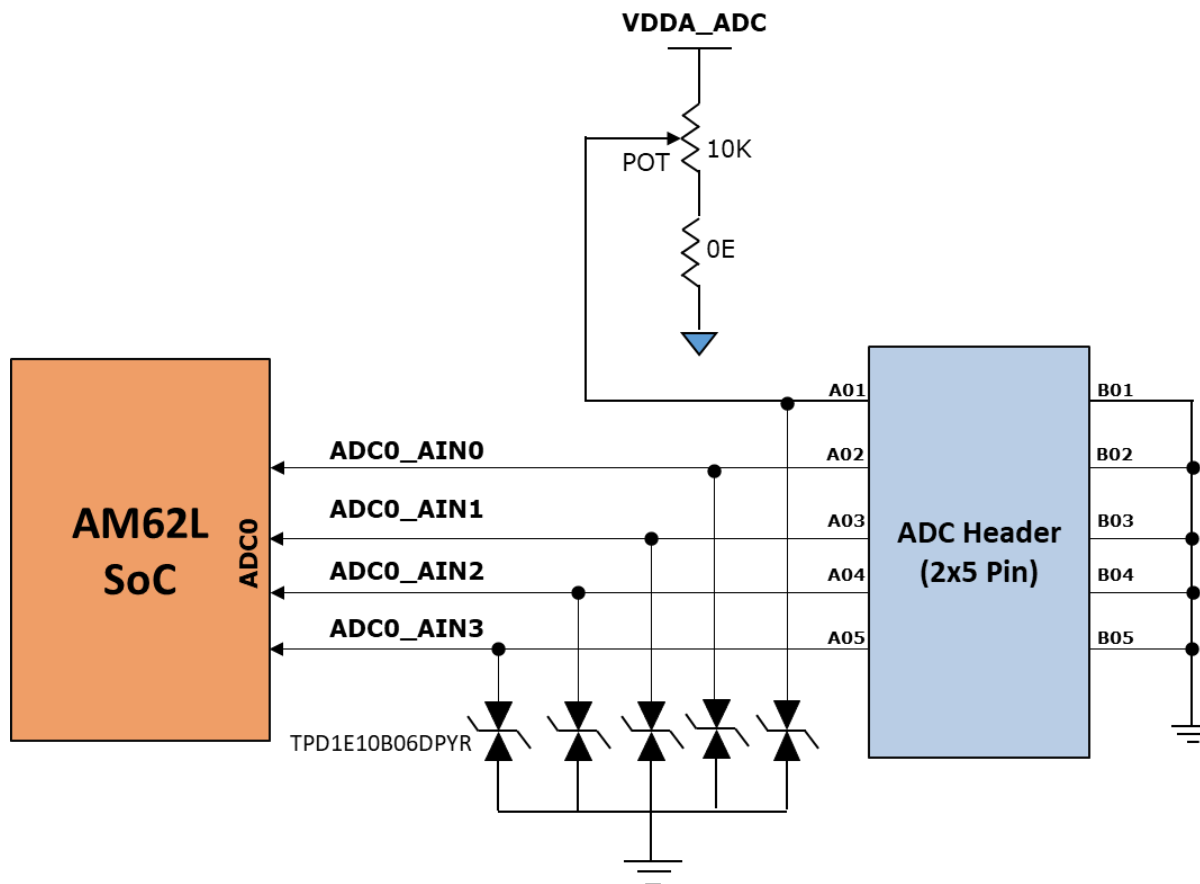 VDDA_ADC
10K
POT
0E
A01
B01
ADC0_AIN0
A02
B02
ADC0_AIN1
A03
B03
AM62L
SoC
ADC0
ADC Header
(2x5 Pin)
ADC0_AIN2
A04
B04
ADC0_AIN3
A05
B05
TPD1E10B06DPYR